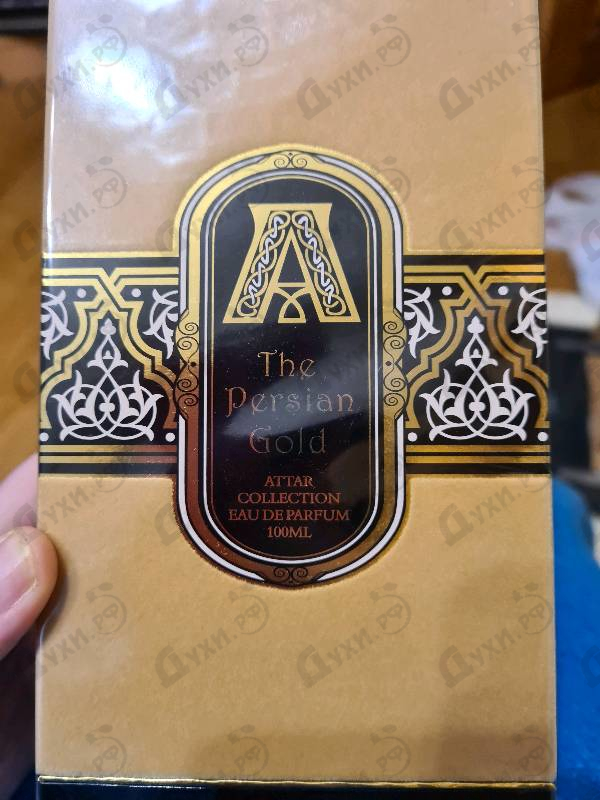 A
The
Persian
Gold
ATTAR
COLLECTION
EAU DE PARFUM
100ML
Духи.РФ